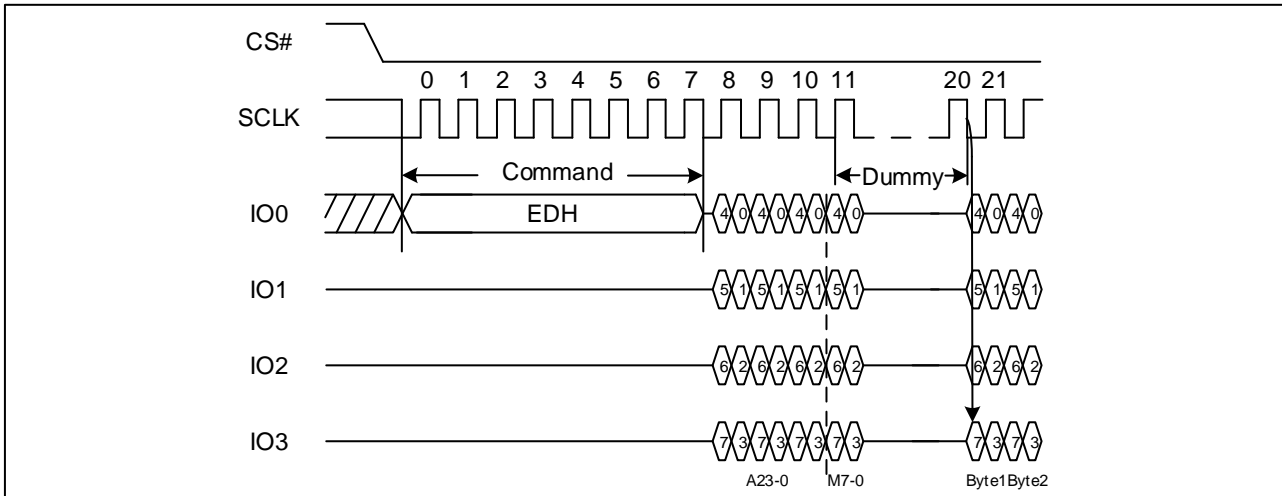 CS#
0 1 2 3 4 5 6 7 8 9 10 11 20 21
SCLK
Command Dummy
IO0 EDH 4 0 4 0 4 0 4 0 4 0 4 0
IO1 5 1 5 1 5 1 5 1 5 1 5 1
IO2 6 2 6 2 6 2 6 2 6 2 6 2
IO3 7 3 7 3 7 3 7 3 7 3 7 3
A23-0 M7-0 Byte1 Byte2